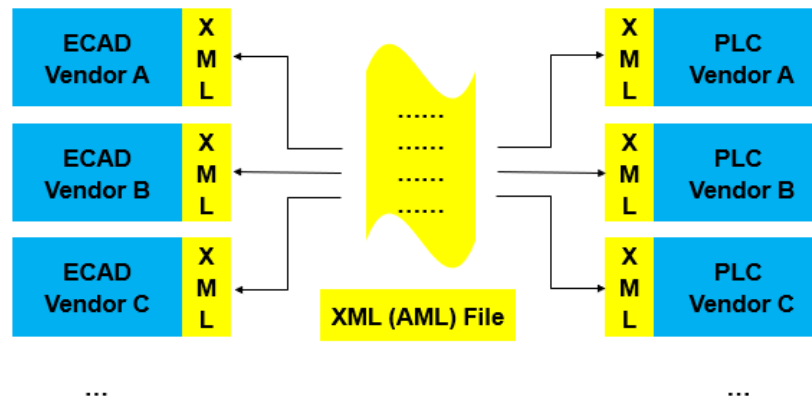 ECAD
Vendor A
X
M
L
......
......
......
......
X
M
L
PLC
Vendor A
ECAD
Vendor B
X
M
L
X
M
L
PLC
Vendor B
ECAD
Vendor C
X
M
L
XML (AML) File
X
M
L
PLC
Vendor C
...
...